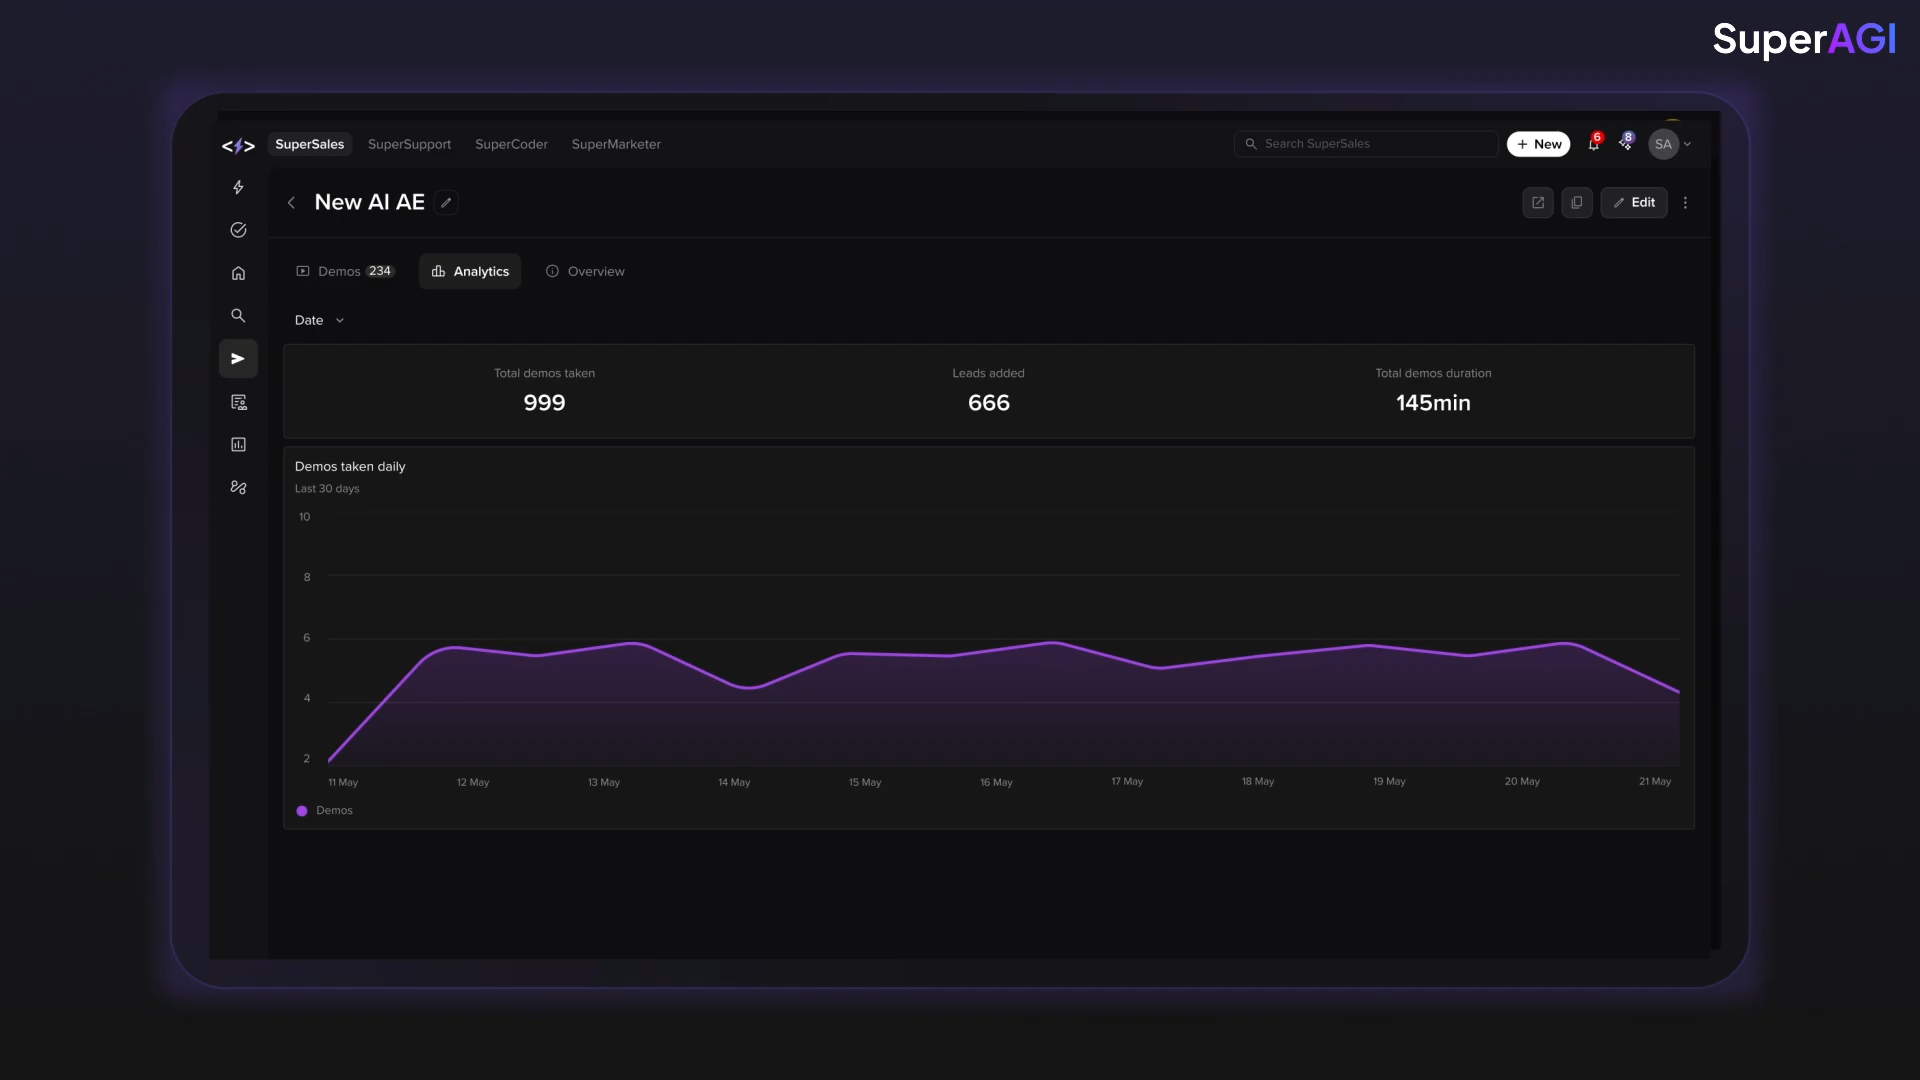 SuperAGI
SuperSales SuperSupport SuperCoder SuperMarketer Search SuperSales + New 6 8 SA
New AI AE Edit
Demos 234 Analytics Overview
Date
Total demos taken Leads added Total demos duration
999 666 145min
Demos taken daily
Last 30 days
10
8
6
4
2
11 May 12 May 13 May 14 May 15 May 16 May 17 May 18 May 19 May 20 May 21 May
Demos